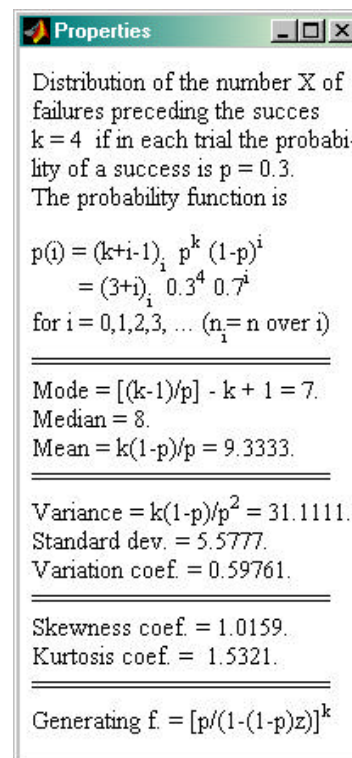 Properties
Distribution of the number X of
failures preceding the succes
k = 4 if in each trial the probabi-
lity of a success is p = 0.3.
The probability function is
p(i) = (k+i-1)ᵢ pᵏ (1-p)ⁱ
= (3+i)ᵢ 0.3⁴ 0.7ⁱ
for i = 0,1,2,3, ... (nᵢ= n over i)
Mode = [(k-1)/p] - k + 1 = 7.
Median = 8.
Mean = k(1-p)/p = 9.3333.
Variance = k(1-p)/p² = 31.1111.
Standard dev. = 5.5777.
Variation coef. = 0.59761.
Skewness coef. = 1.0159.
Kurtosis coef. = 1.5321.
Generating f. = [p/(1-(1-p)z)]ᵏ